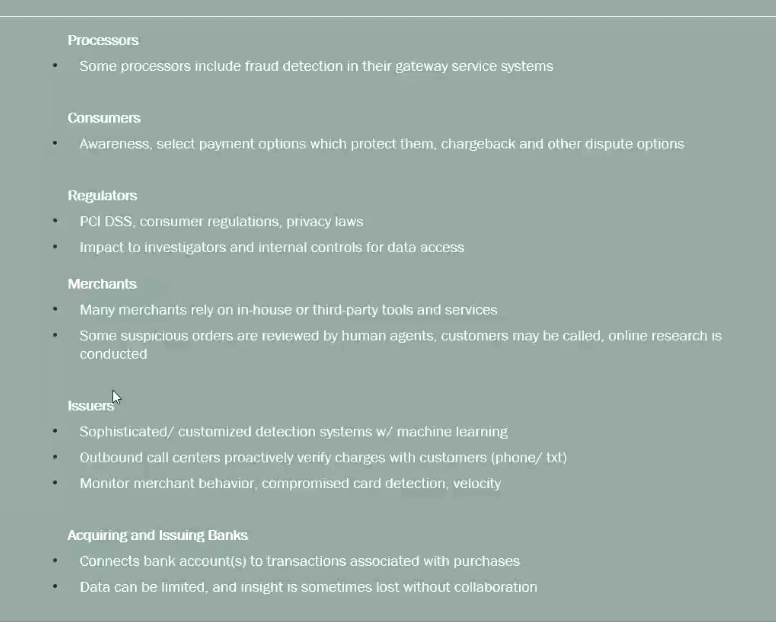 Processors
• Some processors include fraud detection in their gateway service systems
Consumers
• Awareness, select payment options which protect them, chargeback and other dispute options
Regulators
• PCI DSS, consumer regulations, privacy laws
• Impact to investigators and internal controls for data access
Merchants
• Many merchants rely on in-house or third-party tools and services
• Some suspicious orders are reviewed by human agents, customers may be called, online research is
conducted
Issuers
• Sophisticated/ customized detection systems w/ machine learning
• Outbound call centers proactively verify charges with customers (phone/ txt)
• Monitor merchant behavior, compromised card detection, velocity
Acquiring and Issuing Banks
• Connects bank account(s) to transactions associated with purchases
• Data can be limited, and insight is sometimes lost without collaboration